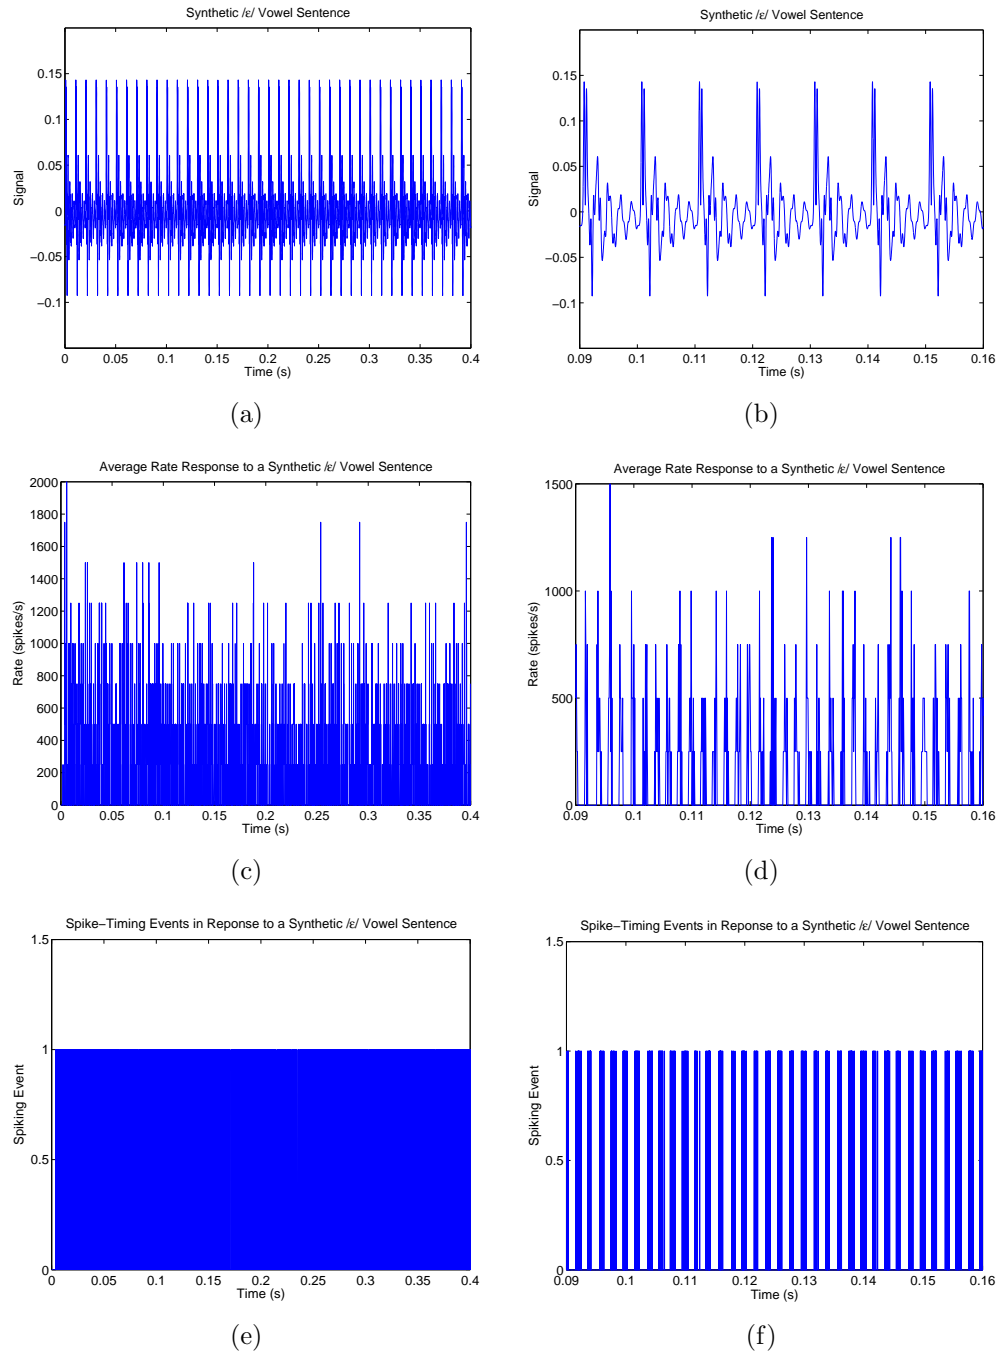 Synthetic /ε/ Vowel Sentence
Signal
0.15
0.1
0.05
0
−0.05
−0.1
0 0.05 0.1 0.15 0.2 0.25 0.3 0.35 0.4
Time (s)
(a)
Synthetic /ε/ Vowel Sentence
Signal
0.15
0.1
0.05
0
−0.05
−0.1
0.09 0.1 0.11 0.12 0.13 0.14 0.15 0.16
Time (s)
(b)
Average Rate Response to a Synthetic /ε/ Vowel Sentence
Rate (spikes/s)
2000
1800
1600
1400
1200
1000
800
600
400
200
0
0 0.05 0.1 0.15 0.2 0.25 0.3 0.35 0.4
Time (s)
(c)
Average Rate Response to a Synthetic /ε/ Vowel Sentence
Rate (spikes/s)
1500
1000
500
0
0.09 0.1 0.11 0.12 0.13 0.14 0.15 0.16
Time (s)
(d)
Spike−Timing Events in Reponse to a Synthetic /ε/ Vowel Sentence
Spiking Event
1.5
1
0.5
0
0 0.05 0.1 0.15 0.2 0.25 0.3 0.35 0.4
Time (s)
(e)
Spike−Timing Events in Reponse to a Synthetic /ε/ Vowel Sentence
Spiking Event
1.5
1
0.5
0
0.09 0.1 0.11 0.12 0.13 0.14 0.15 0.16
Time (s)
(f)